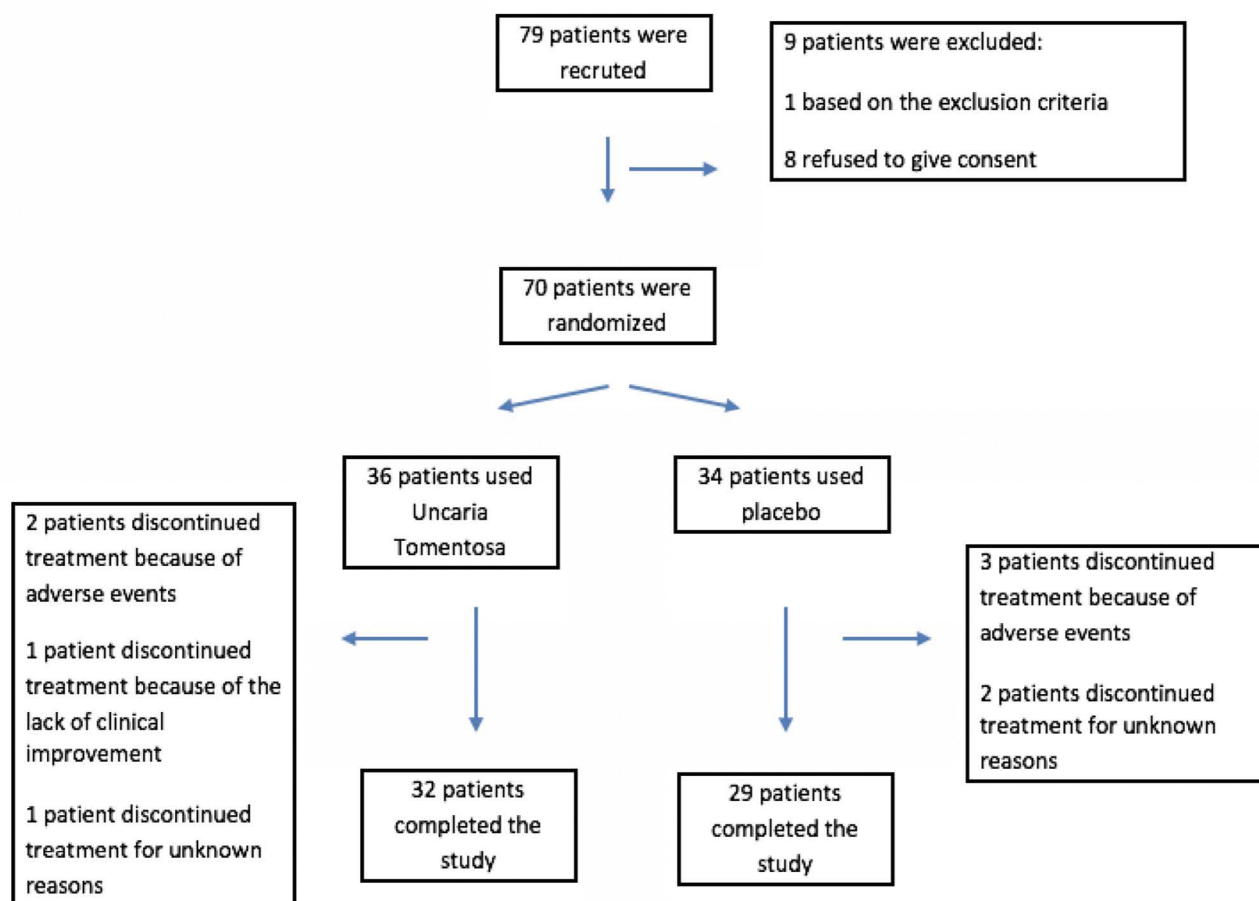 79 patients were
recruted
9 patients were excluded:
1 based on the exclusion criteria
8 refused to give consent
70 patients were
randomized
36 patients used
Uncaria
Tomentosa
34 patients used
placebo
2 patients discontinued
treatment because of
adverse events
1 patient discontinued
treatment because of the
lack of clinical
improvement
1 patient discontinued
treatment for unknown
reasons
3 patients discontinued
treatment because of
adverse events
2 patients discontinued
treatment for unknown
reasons
32 patients
completed the
study
29 patients
completed the
study